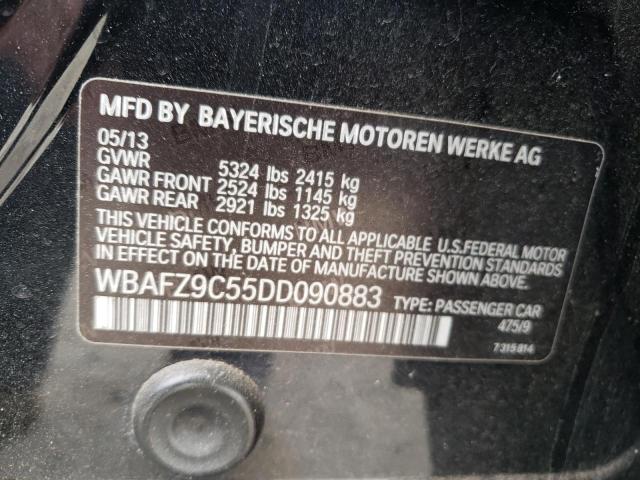 MFD BY BAYERISCHE MOTOREN WERKE AG
05/13
GVWR 5324 lbs 2415 kg
GAWR FRONT 2524 lbs 1145 kg
GAWR REAR 2921 lbs 1325 kg
THIS VEHICLE CONFORMS TO ALL APPLICABLE U.S.FEDERAL MOTOR
VEHICLE SAFETY, BUMPER AND THEFT PREVENTION STANDARDS
IN EFFECT ON THE DATE OF MANUFACTURE SHOWN ABOVE.
WBAFZ9C55DD090883 TYPE: PASSENGER CAR
475/9
7 315 814